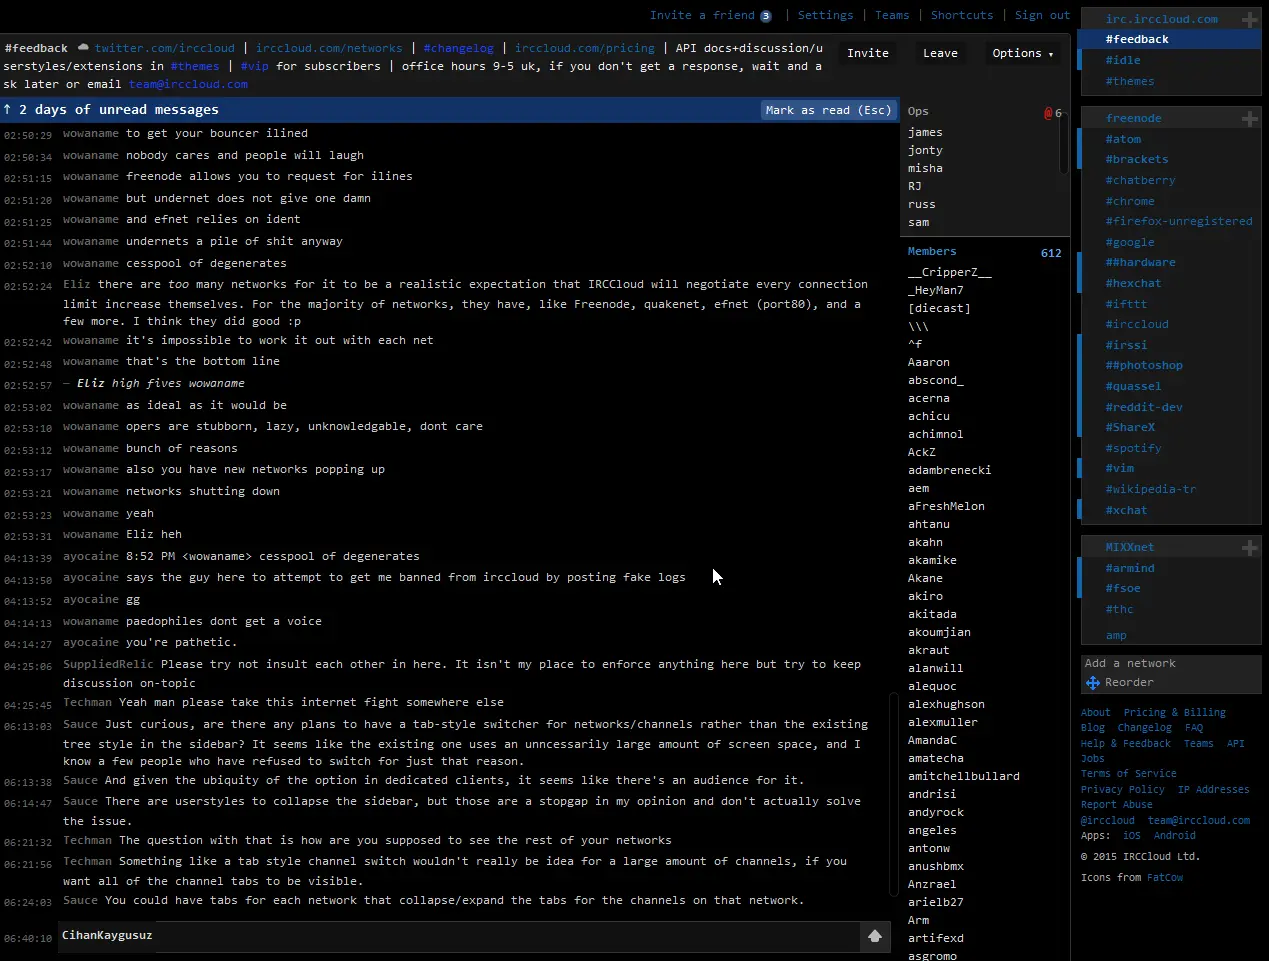 Invite a friend 3 | Settings | Teams | Shortcuts | Sign out
#feedback twitter.com/irccloud | irccloud.com/networks | #changelog | irccloud.com/pricing | API docs+discussion/u
serstyles/extensions in #themes | #vip for subscribers | office hours 9-5 uk, if you don't get a response, wait and a
sk later or email team@irccloud.com
Invite
Leave
Options ▾
↑ 2 days of unread messages
Mark as read (Esc)
02:50:29 wowaname to get your bouncer ilined
02:50:34 wowaname nobody cares and people will laugh
02:51:15 wowaname freenode allows you to request for ilines
02:51:20 wowaname but undernet does not give one damn
02:51:25 wowaname and efnet relies on ident
02:51:44 wowaname undernets a pile of shit anyway
02:52:10 wowaname cesspool of degenerates
02:52:24 Eliz there are too many networks for it to be a realistic expectation that IRCCloud will negotiate every connection
limit increase themselves. For the majority of networks, they have, like Freenode, quakenet, efnet (port80), and a
few more. I think they did good :p
02:52:42 wowaname it's impossible to work it out with each net
02:52:48 wowaname that's the bottom line
02:52:57 — Eliz high fives wowaname
02:53:02 wowaname as ideal as it would be
02:53:10 wowaname opers are stubborn, lazy, unknowledgable, dont care
02:53:12 wowaname bunch of reasons
02:53:17 wowaname also you have new networks popping up
02:53:21 wowaname networks shutting down
02:53:23 wowaname yeah
02:53:31 wowaname Eliz heh
04:13:39 ayocaine 8:52 PM <wowaname> cesspool of degenerates
04:13:50 ayocaine says the guy here to attempt to get me banned from irccloud by posting fake logs
04:13:52 ayocaine gg
04:14:13 wowaname paedophiles dont get a voice
04:14:27 ayocaine you're pathetic.
04:25:06 SuppliedRelic Please try not insult each other in here. It isn't my place to enforce anything here but try to keep
discussion on-topic
04:25:45 Techman Yeah man please take this internet fight somewhere else
06:13:03 Sauce Just curious, are there any plans to have a tab-style switcher for networks/channels rather than the existing
tree style in the sidebar? It seems like the existing one uses an unncessarily large amount of screen space, and I
know a few people who have refused to switch for just that reason.
06:13:38 Sauce And given the ubiquity of the option in dedicated clients, it seems like there's an audience for it.
06:14:47 Sauce There are userstyles to collapse the sidebar, but those are a stopgap in my opinion and don't actually solve
the issue.
06:21:32 Techman The question with that is how are you supposed to see the rest of your networks
06:21:56 Techman Something like a tab style channel switch wouldn't really be idea for a large amount of channels, if you
want all of the channel tabs to be visible.
06:24:03 Sauce You could have tabs for each network that collapse/expand the tabs for the channels on that network.
06:40:10 CihanKaygusuz
Ops @ 6
james
jonty
misha
RJ
russ
sam
Members 612
__CripperZ__
_HeyMan7
[diecast]
\\\
^f
Aaaron
abscond_
acerna
achicu
achimnol
AckZ
adambrenecki
aem
aFreshMelon
ahtanu
akahn
akamike
Akane
akiro
akitada
akoumjian
akraut
alanwill
alequoc
alexhughson
alexmuller
AmandaC
amatecha
amitchellbullard
andrisi
andyrock
angeles
antonw
anushbmx
Anzrael
arielb27
Arm
artifexd
asgromo
irc.irccloud.com
#feedback
#idle
#themes
freenode
#atom
#brackets
#chatberry
#chrome
#firefox-unregistered
#google
##hardware
#hexchat
#ifttt
#irccloud
#irssi
##photoshop
#quassel
#reddit-dev
#ShareX
#spotify
#vim
#wikipedia-tr
#xchat
MIXXnet
#armind
#fsoe
#thc
amp
Add a network
Reorder
About Pricing & Billing
Blog Changelog FAQ
Help & Feedback Teams API
Jobs
Terms of Service
Privacy Policy IP Addresses
Report Abuse
@irccloud team@irccloud.com
Apps: iOS Android
© 2015 IRCCloud Ltd.
Icons from FatCow